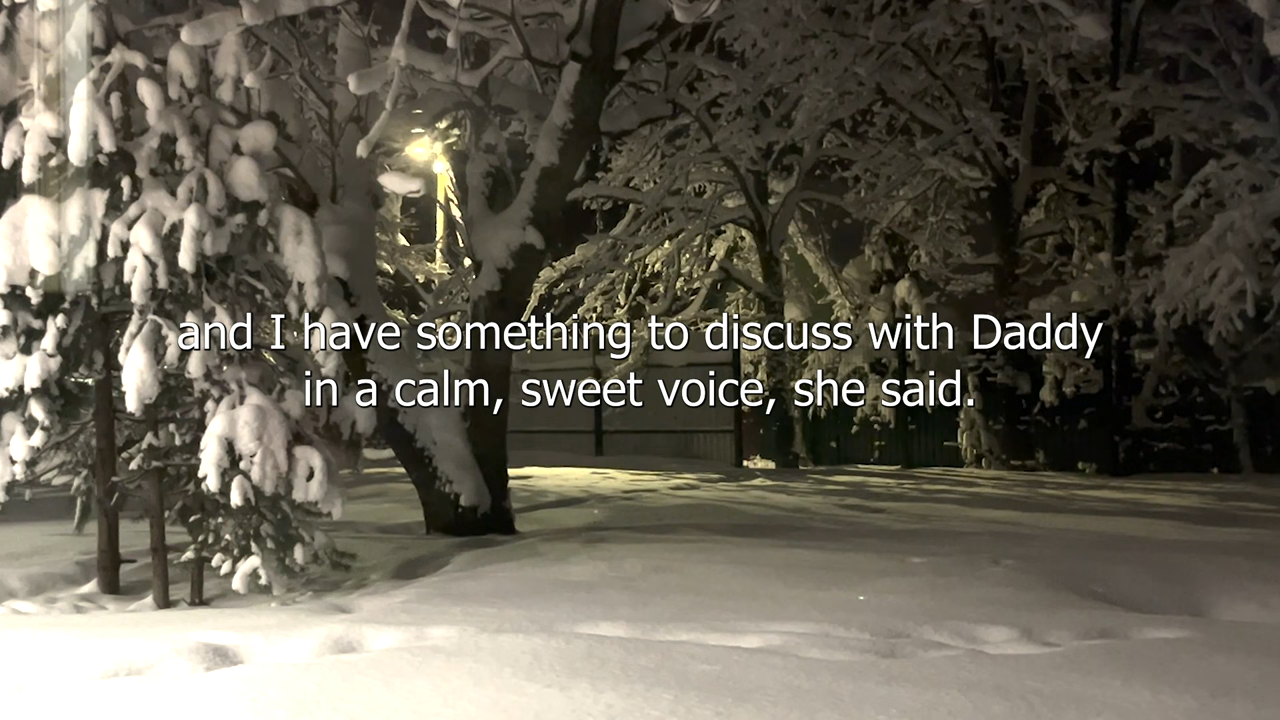 and I have something to discuss with Daddy
in a calm, sweet voice, she said.